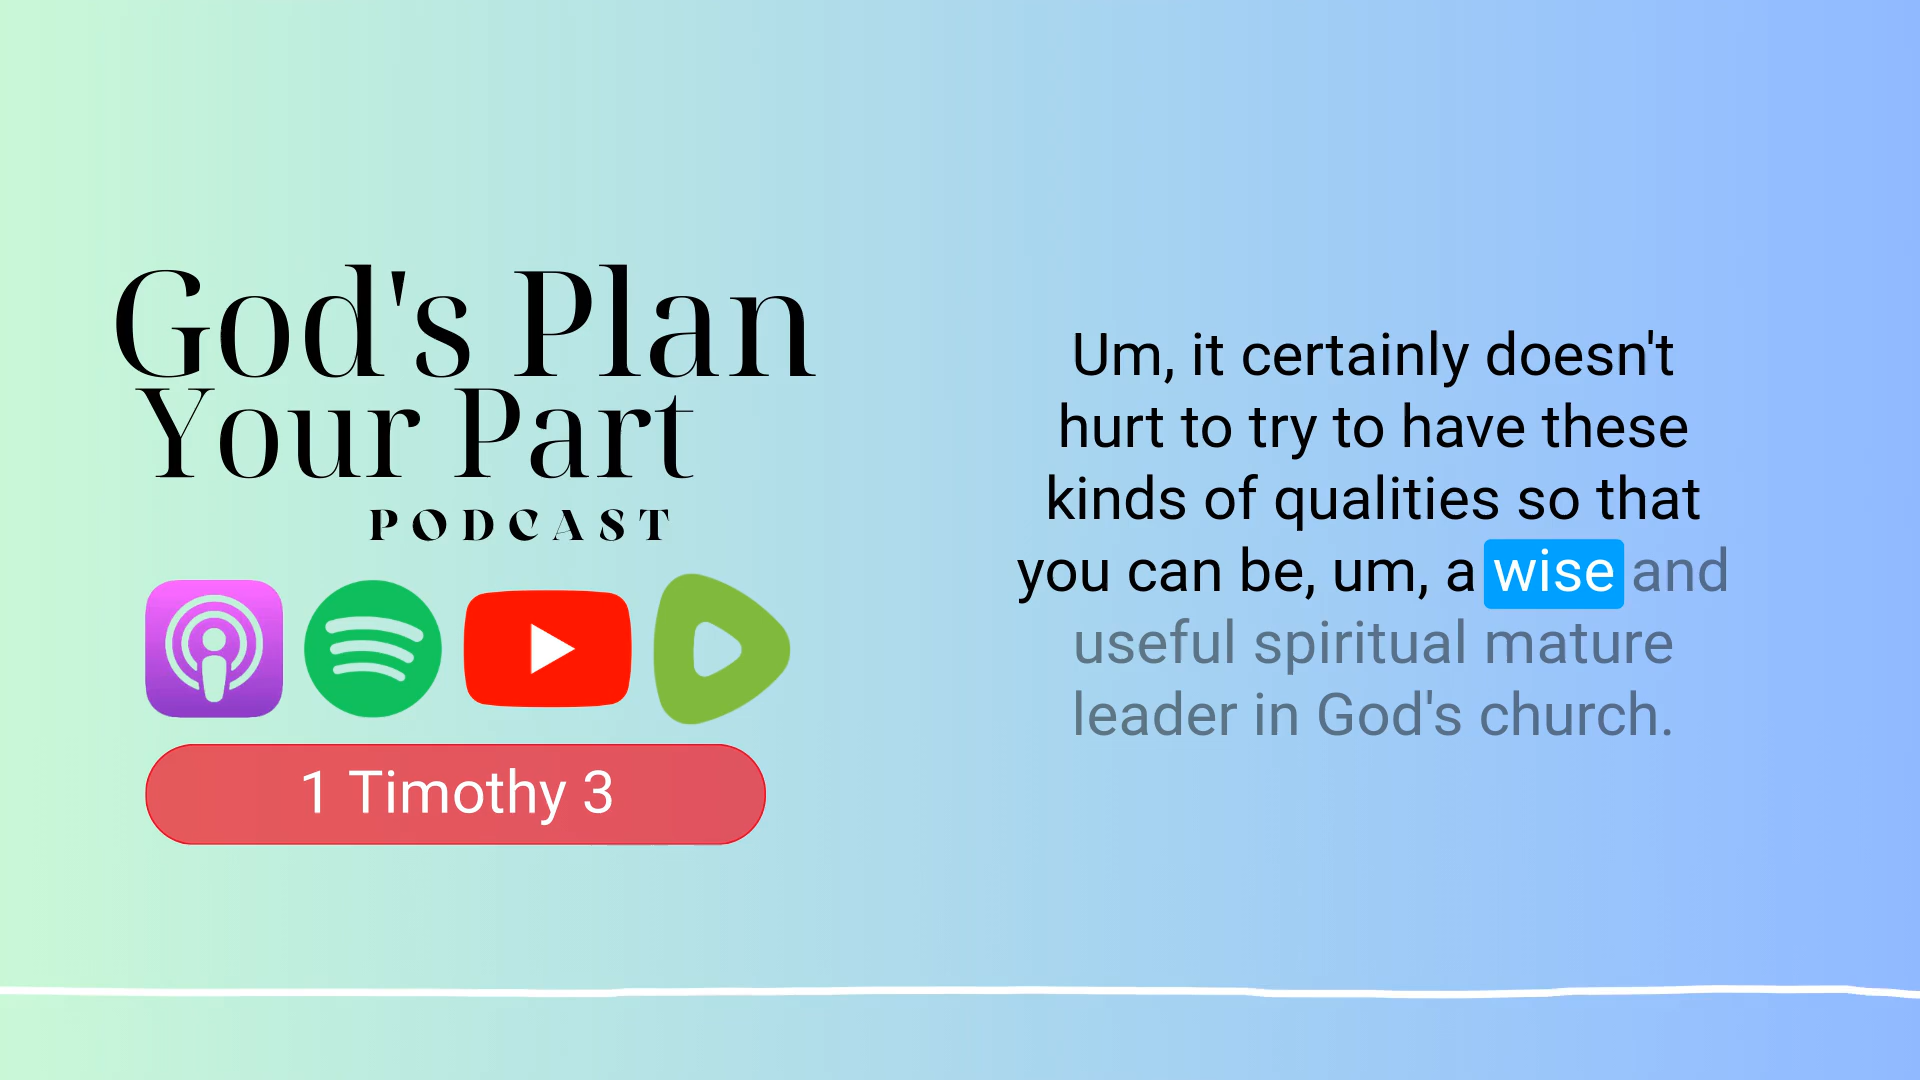 God's Plan
Your Part
PODCAST
1 Timothy 3
Um, it certainly doesn't
hurt to try to have these
kinds of qualities so that
you can be, um, a wise and
useful spiritual mature
leader in God's church.